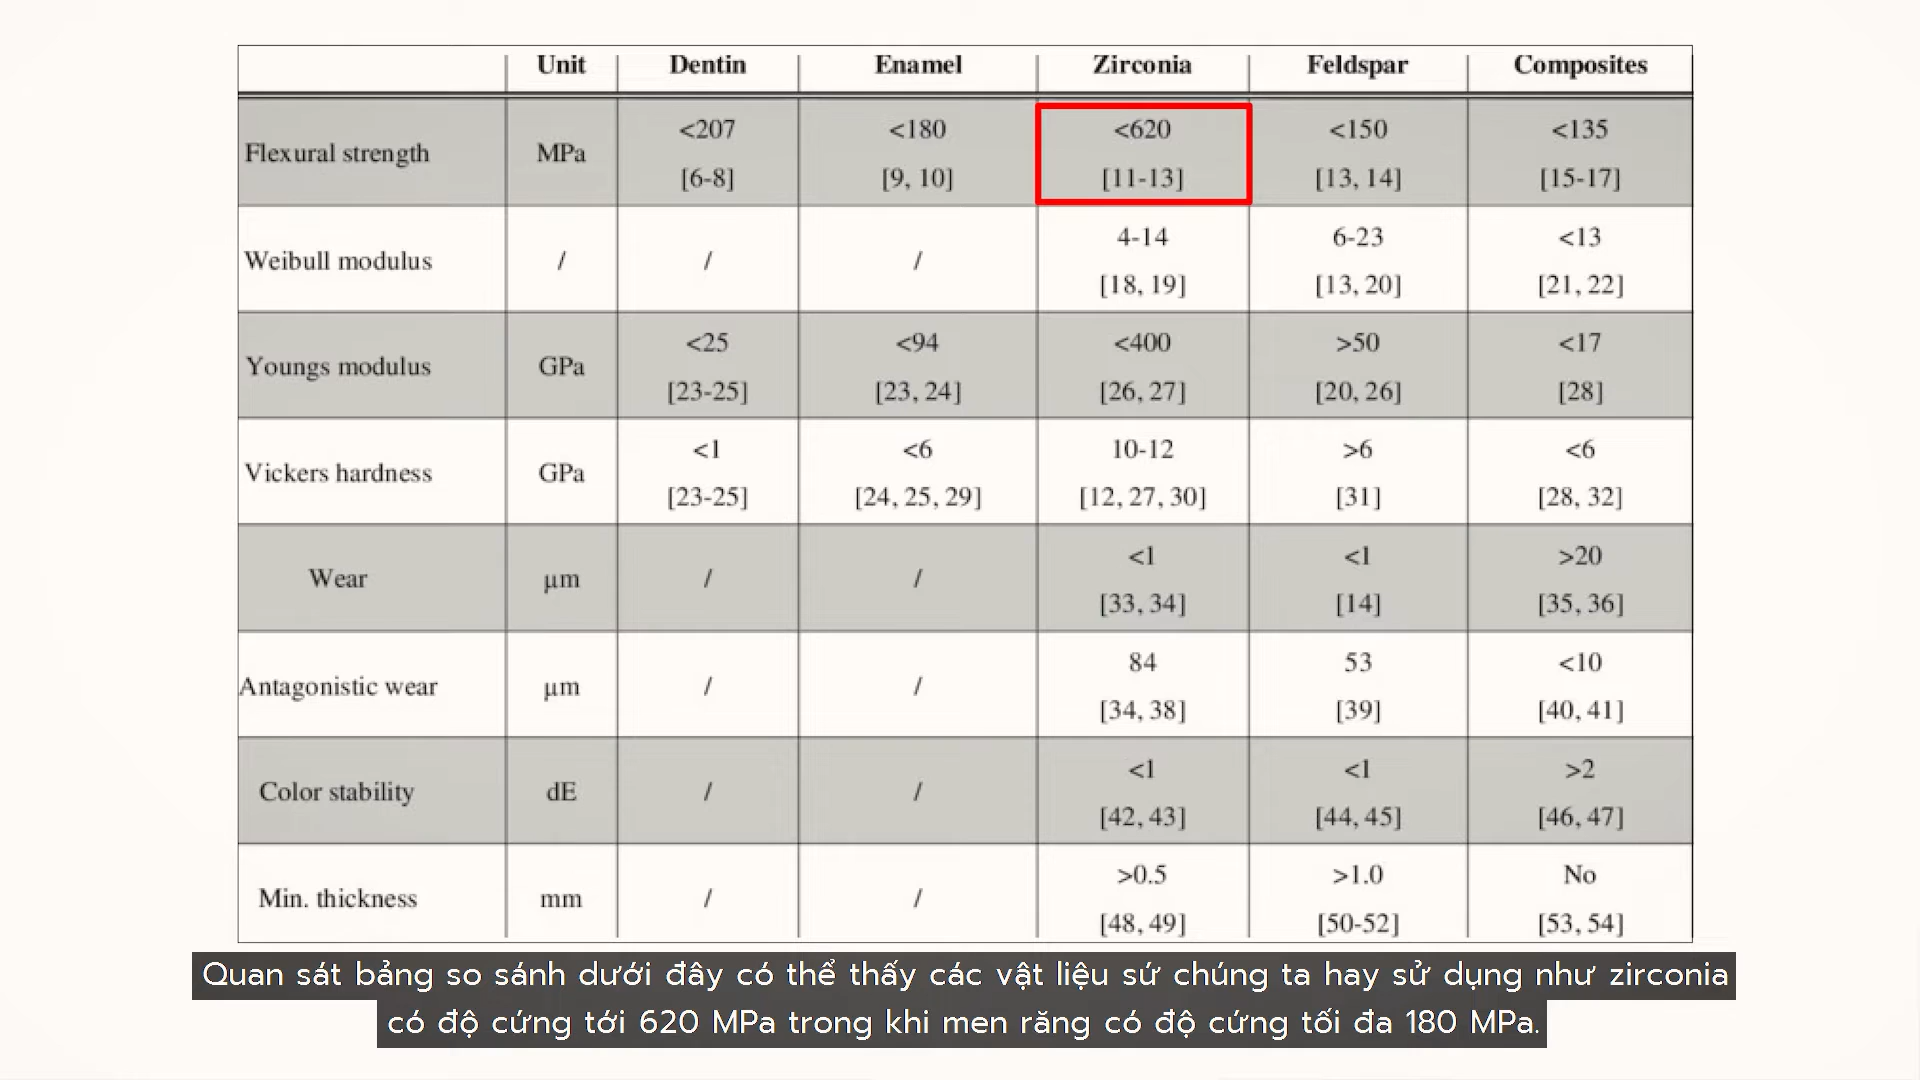 Unit Dentin Enamel Zirconia Feldspar Composites
Flexural strength MPa <207 <180 <620 <150 <135
[6-8] [9, 10] [11-13] [13, 14] [15-17]
Weibull modulus / / / 4-14 6-23 <13
[18, 19] [13, 20] [21, 22]
Youngs modulus GPa <25 <94 <400 >50 <17
[23-25] [23, 24] [26, 27] [20, 26] [28]
Vickers hardness GPa <1 <6 10-12 >6 <6
[23-25] [24, 25, 29] [12, 27, 30] [31] [28, 32]
Wear µm / / <1 <1 >20
[33, 34] [14] [35, 36]
Antagonistic wear µm / / 84 53 <10
[34, 38] [39] [40, 41]
Color stability dE / / <1 <1 >2
[42, 43] [44, 45] [46, 47]
Min. thickness mm / / >0.5 >1.0 No
[48, 49] [50-52] [53, 54]
Quan sát bảng so sánh dưới đây có thể thấy các vật liệu sứ chúng ta hay sử dụng như zirconia
có độ cứng tới 620 MPa trong khi men răng có độ cứng tối đa 180 MPa.